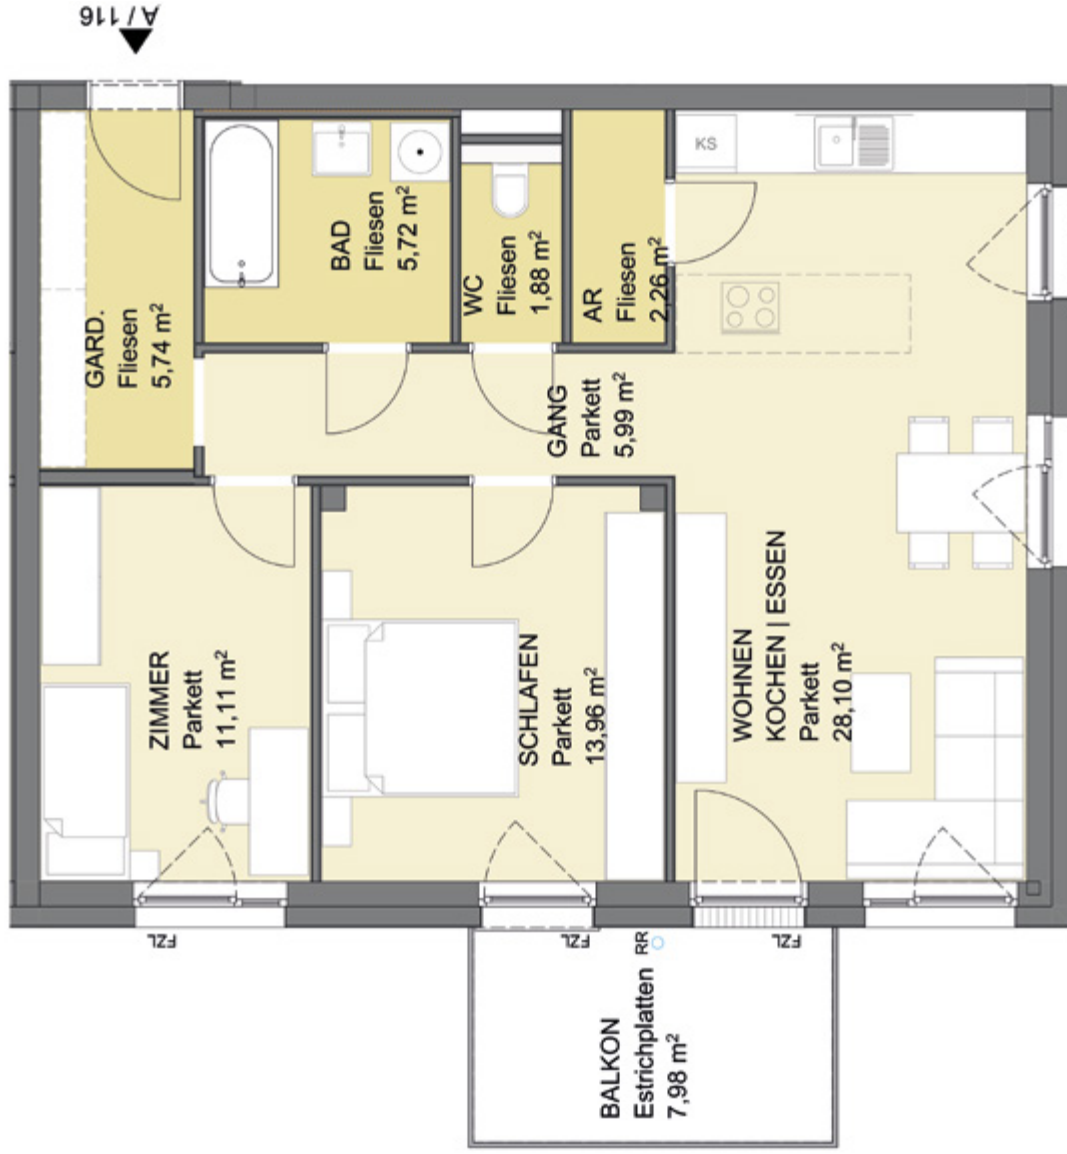 A / 116
GARD.
Fliesen
5,74 m²
BAD
Fliesen
5,72 m²
WC
Fliesen
1,88 m²
AR
Fliesen
2,26 m²
KS
GANG
Parkett
5,99 m²
ZIMMER
Parkett
11,11 m²
SCHLAFEN
Parkett
13,96 m²
WOHNEN
KOCHEN | ESSEN
Parkett
28,10 m²
FZL
FZL
RR
FZL
BALKON
Estrichplatten
7,98 m²